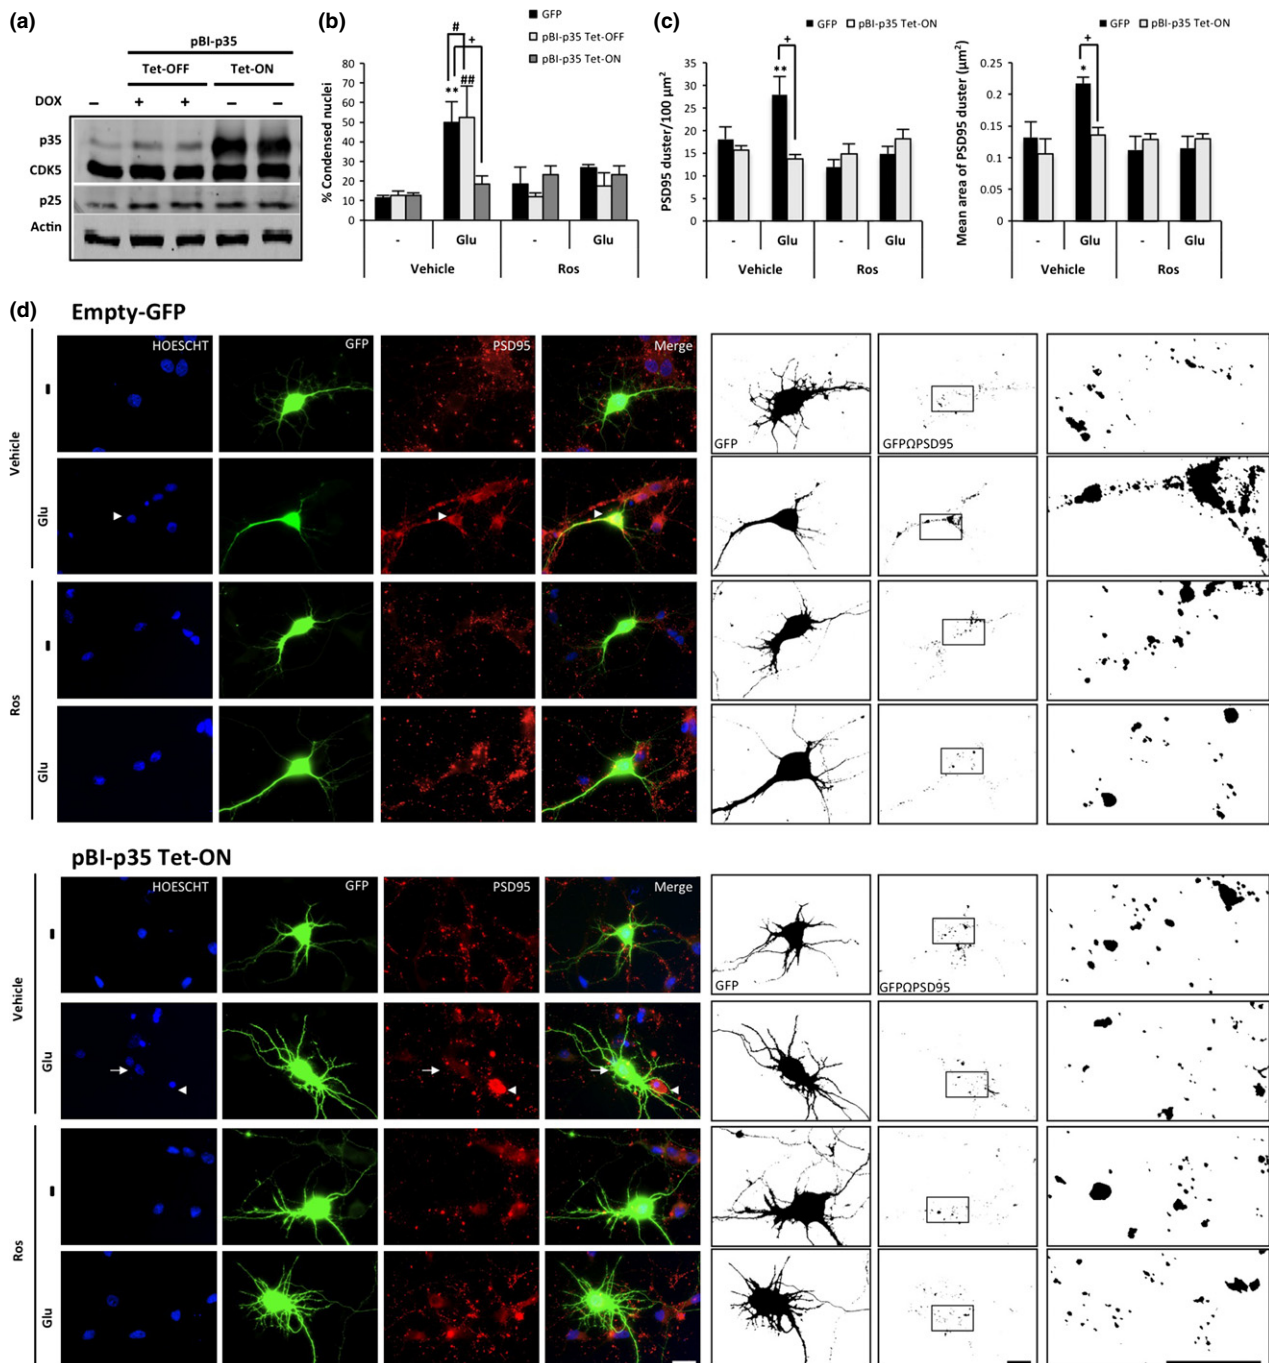 (a)
pBI-p35
Tet-OFF Tet-ON
DOX – + + – –
p35
CDK5
p25
Actin
(b)
GFP
pBI-p35 Tet-OFF
pBI-p35 Tet-ON
# +
** ##
% Condensed nuclei
80
70
60
50
40
30
20
10
0
- Glu - Glu
Vehicle Ros
(c)
GFP pBI-p35 Tet-ON
+
**
PSD95 duster/100 µm²
40
35
30
25
20
15
10
5
0
- Glu - Glu
Vehicle Ros
GFP pBI-p35 Tet-ON
+
*
Mean area of PSD95 duster (µm²)
0.25
0.2
0.15
0.1
0.05
0
- Glu - Glu
Vehicle Ros
(d)
Empty-GFP
HOESCHT GFP PSD95 Merge
GFP GFPΩPSD95
Vehicle
-
Glu
Ros
-
Glu
pBI-p35 Tet-ON
HOESCHT GFP PSD95 Merge
GFP GFPΩPSD95
Vehicle
-
Glu
Ros
-
Glu